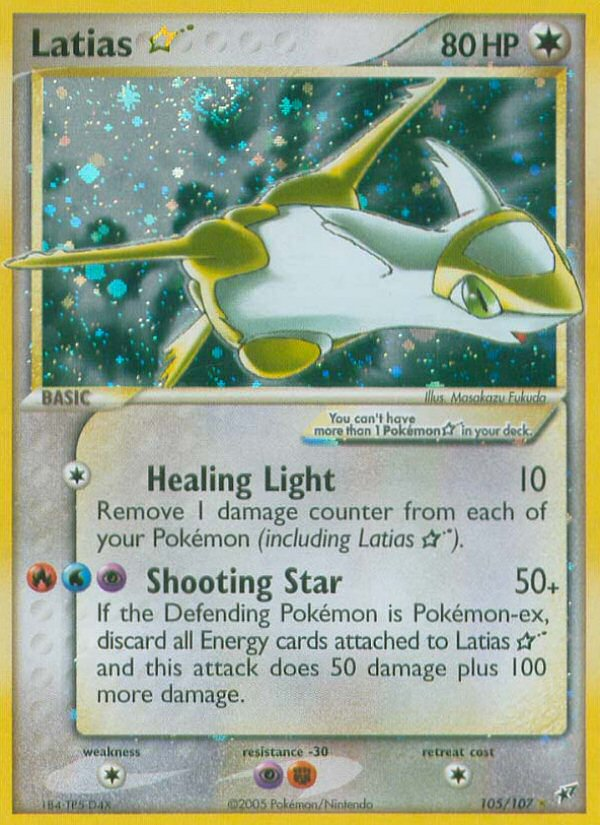 Latias ☆
80 HP
BASIC
Illus. Masakazu Fukuda
You can't have
more than 1 Pokémon ☆ in your deck.
Healing Light 10
Remove 1 damage counter from each of
your Pokémon (including Latias ☆).
Shooting Star 50+
If the Defending Pokémon is Pokémon-ex,
discard all Energy cards attached to Latias ☆
and this attack does 50 damage plus 100
more damage.
weakness
resistance -30
retreat cost
©2005 Pokémon/Nintendo
105/107